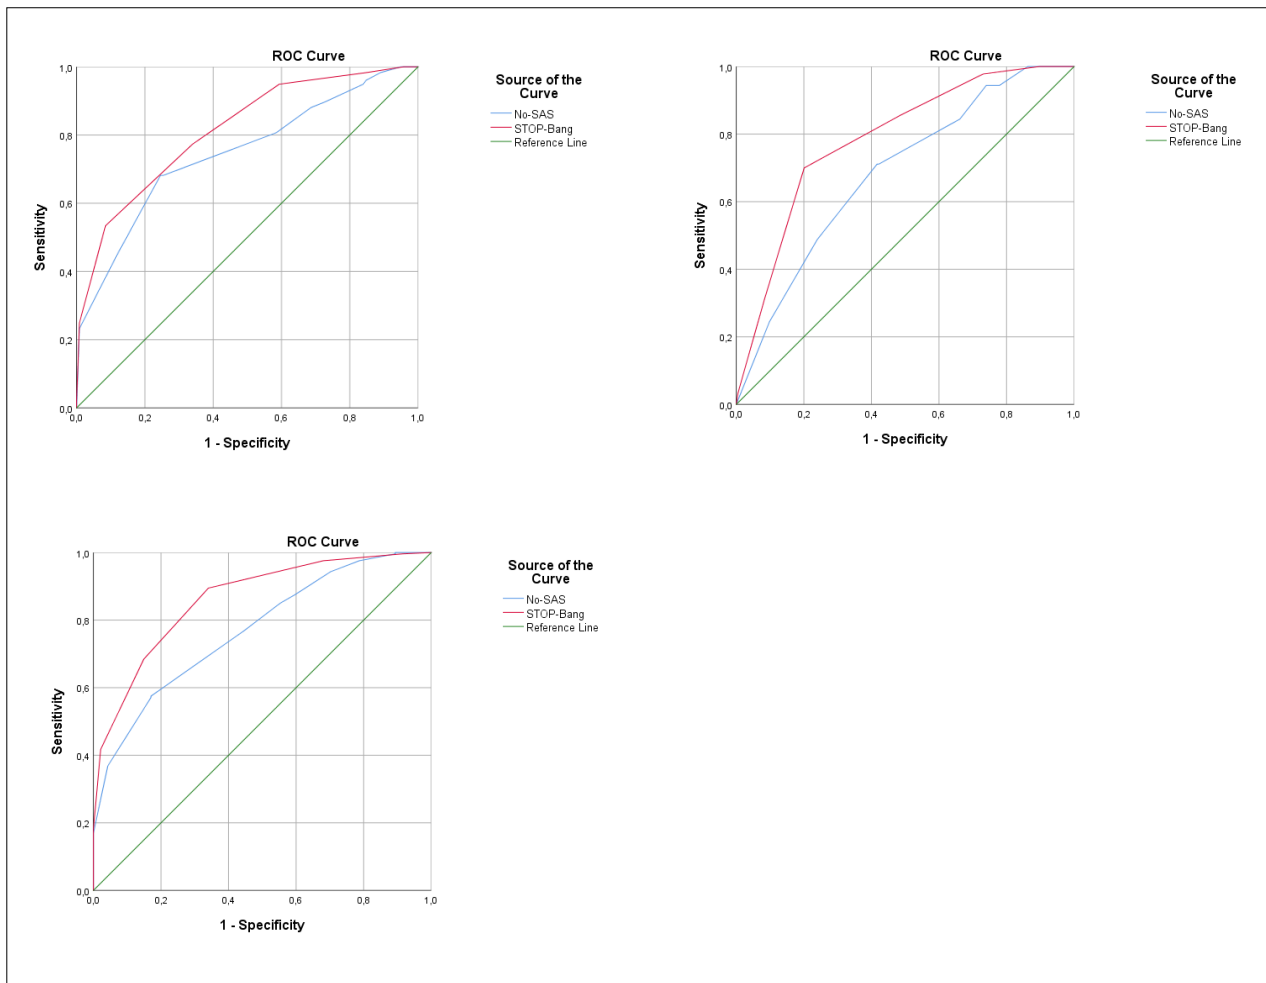 ROC Curve
Source of the
Curve
No-SAS
STOP-Bang
Reference Line
1,0
0,8
0,6
0,4
0,2
0,0
Sensitivity
0,0 0,2 0,4 0,6 0,8 1,0
1 - Specificity
ROC Curve
Source of the
Curve
No-SAS
STOP-Bang
Reference Line
1,0
0,8
0,6
0,4
0,2
0,0
Sensitivity
0,0 0,2 0,4 0,6 0,8 1,0
1 - Specificity
ROC Curve
Source of the
Curve
No-SAS
STOP-Bang
Reference Line
1,0
0,8
0,6
0,4
0,2
0,0
Sensitivity
0,0 0,2 0,4 0,6 0,8 1,0
1 - Specificity